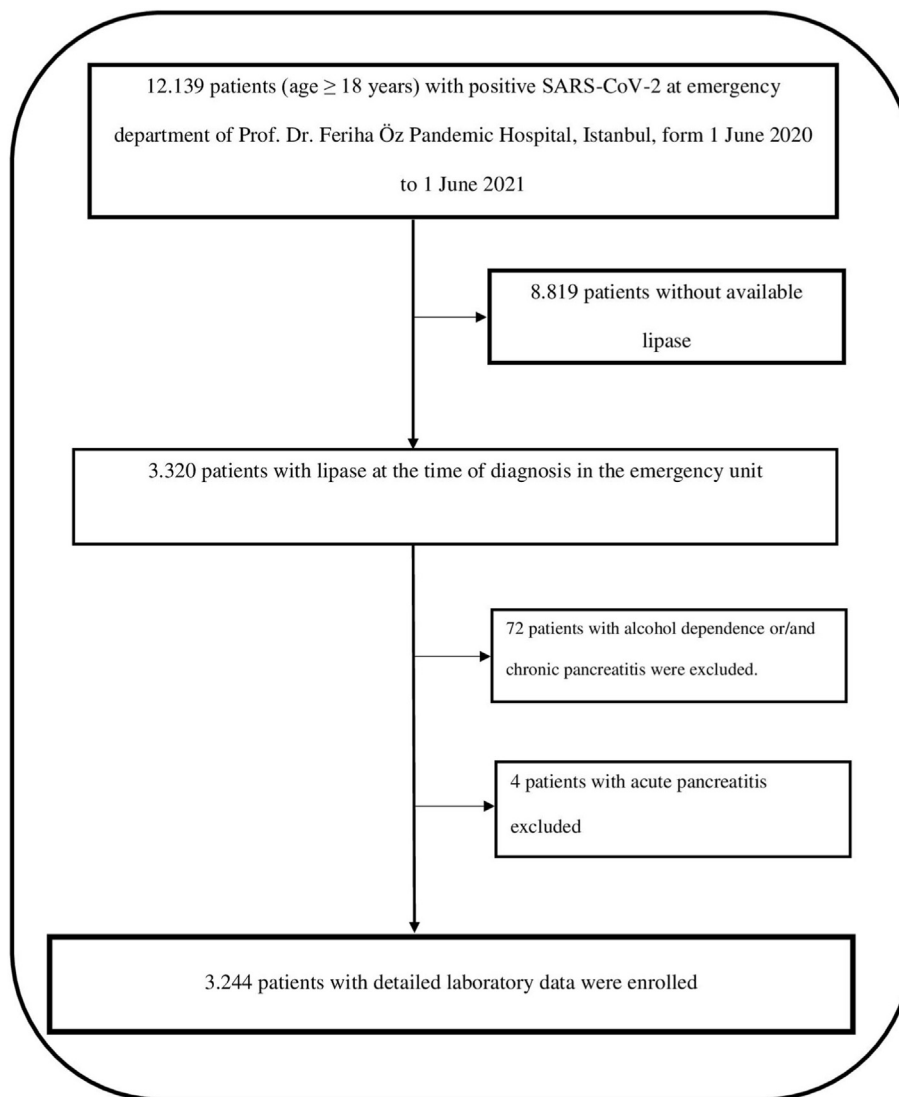 12.139 patients (age ≥ 18 years) with positive SARS-CoV-2 at emergency
department of Prof. Dr. Feriha Öz Pandemic Hospital, Istanbul, form 1 June 2020
to 1 June 2021
8.819 patients without available
lipase
3.320 patients with lipase at the time of diagnosis in the emergency unit
72 patients with alcohol dependence or/and
chronic pancreatitis were excluded.
4 patients with acute pancreatitis
excluded
3.244 patients with detailed laboratory data were enrolled